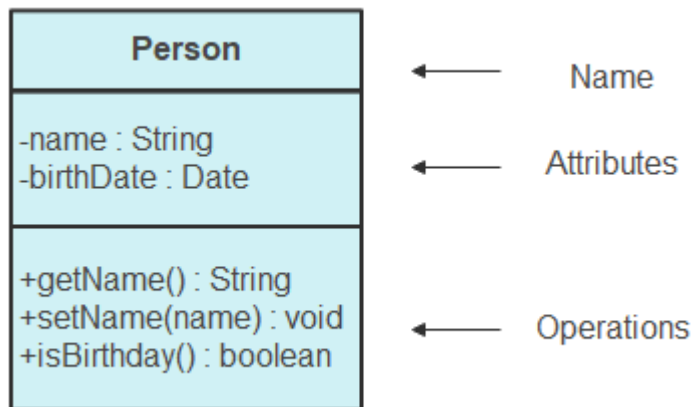 Person
-name : String
-birthDate : Date
+getName() : String
+setName(name) : void
+isBirthday() : boolean
Name
Attributes
Operations